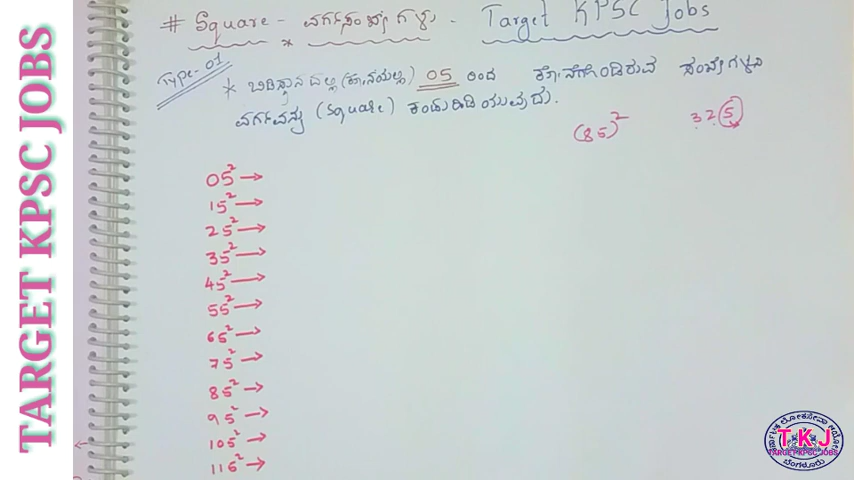 TARGET KPSC JOBS
# Square - ವರ್ಗಸಂಖ್ಯೆಗಳು. Target KPSC Jobs
Type-01
* ಬಿಡಿಸ್ಥಾನದಲ್ಲಿ (ಕೊನೆಯಲ್ಲಿ) 05 ರಿಂದ ಕೊನೆಗೊಂಡಿರುವ ಸಂಖ್ಯೆಗಳ
ವರ್ಗವನ್ನು (Square) ಕಂಡುಹಿಡಿಯುವುದು.
(85)² 325
05² →
15² →
25² →
35² →
45² →
55² →
65² →
75² →
85² →
95² →
105² →
115² →
TKJ
TARGET KPSC JOBS
ಬೆಂಗಳೂರು